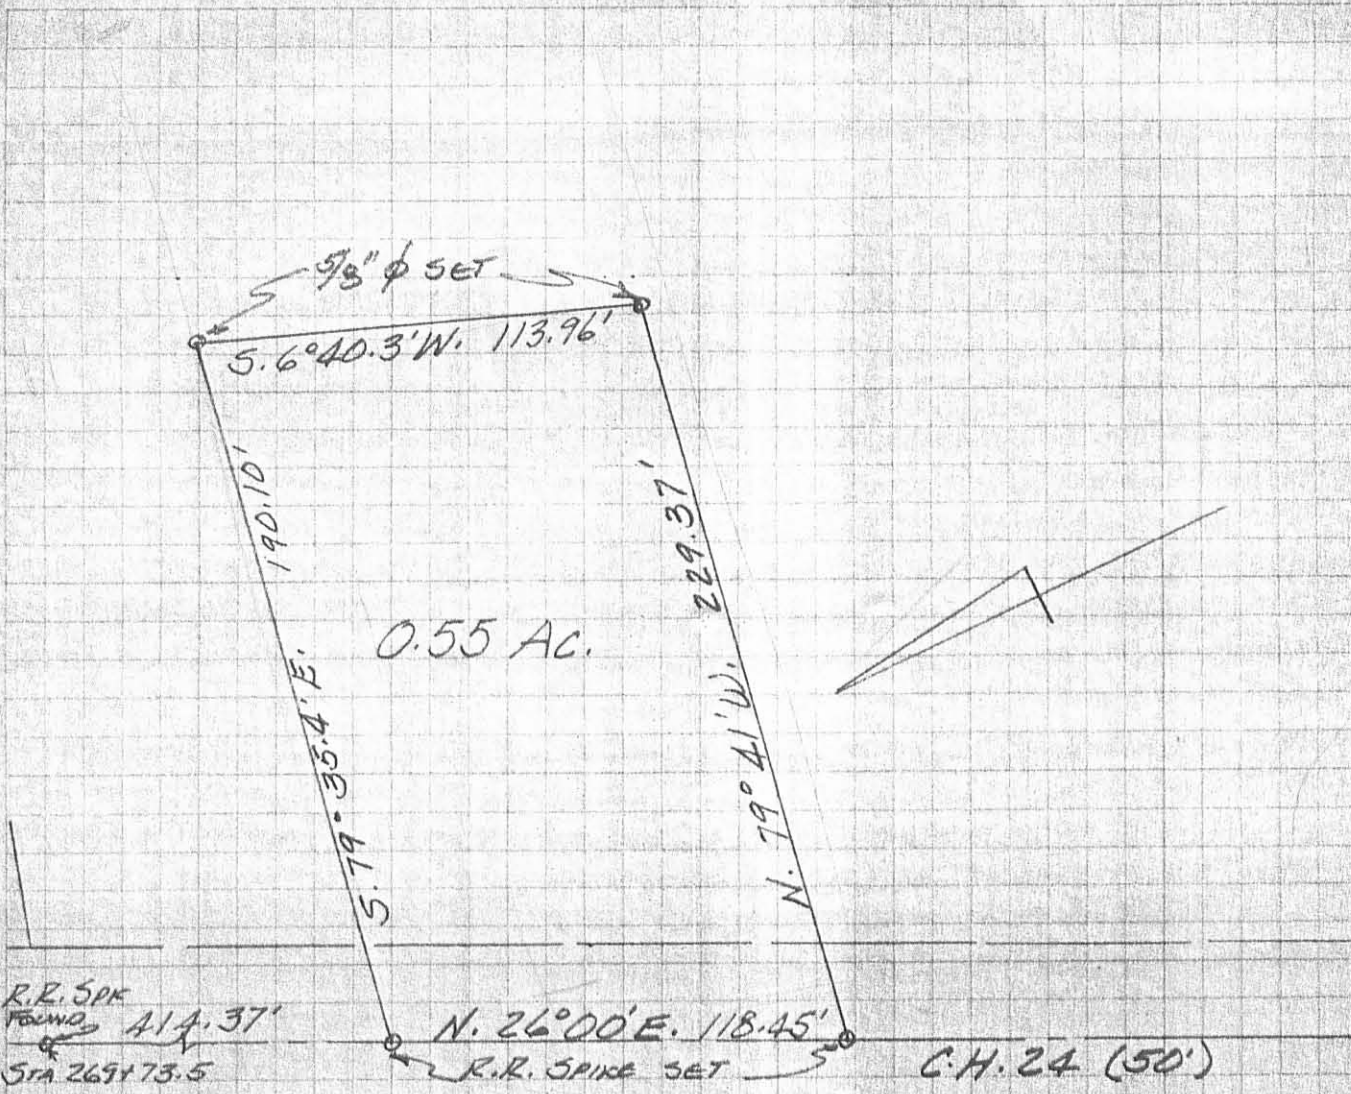 5/8" ϕ SET
S. 6°40.3'W. 113.96'
190.10'
S. 79° 35.4' E.
229.37'
N. 79° 41' W.
0.55 AC.
R.R. SPK
FOUND
414.37'
STA 269+73.5
N. 26°00'E. 118.45'
R.R. SPIKE SET
C.H. 24 (50')